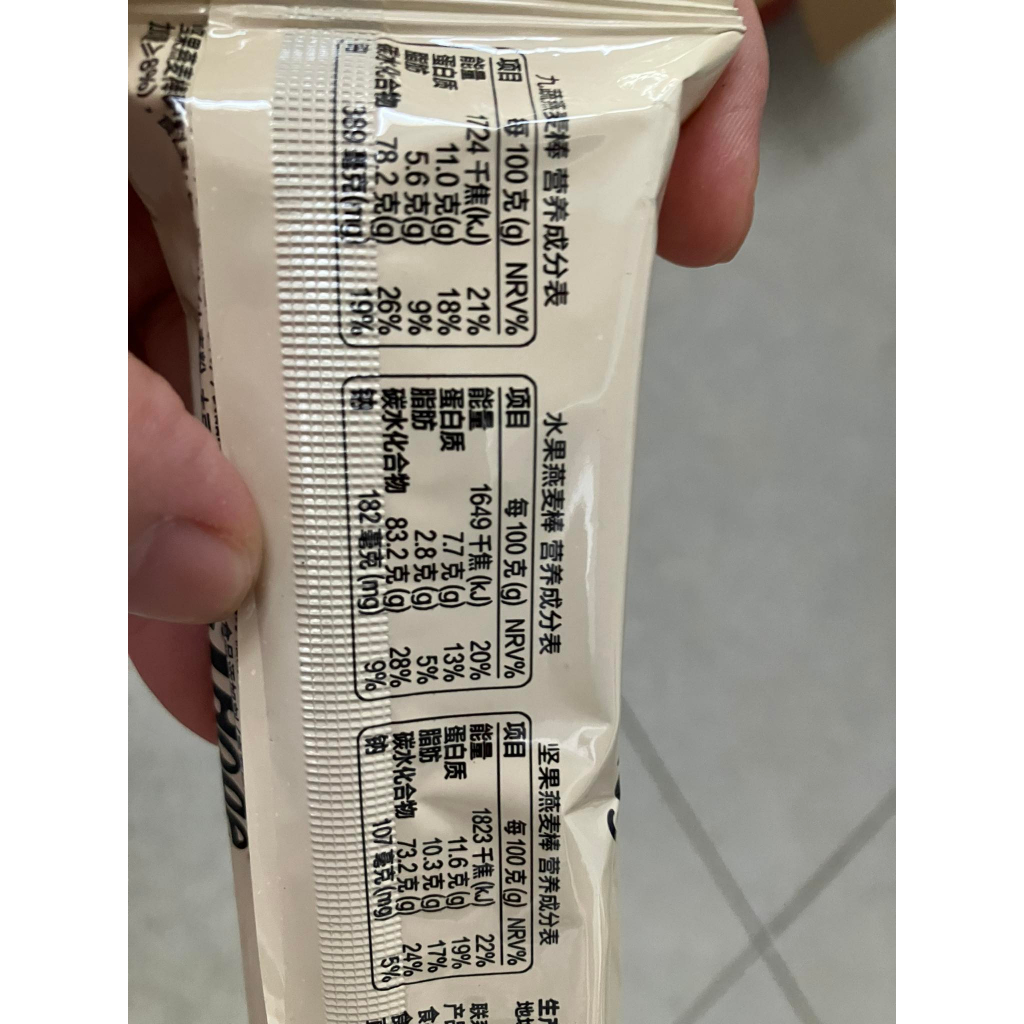 九蔬燕麦棒 营养成分表
项目 每100克(g) NRV%
能量 1724千焦(kJ) 21%
蛋白质 11.0克(g) 18%
脂肪 5.6克(g) 9%
碳水化合物 78.2克(g) 26%
钠 389毫克(mg) 19%
水果燕麦棒 营养成分表
项目 每100克(g) NRV%
能量 1649千焦(kJ) 20%
蛋白质 7.7克(g) 13%
脂肪 2.8克(g) 5%
碳水化合物 83.2克(g) 28%
钠 182毫克(mg) 9%
坚果燕麦棒 营养成分表
项目 每100克(g) NRV%
能量 1823千焦(kJ) 22%
蛋白质 11.6克(g) 19%
脂肪 10.3克(g) 17%
碳水化合物 73.2克(g) 24%
钠 107毫克(mg) 5%